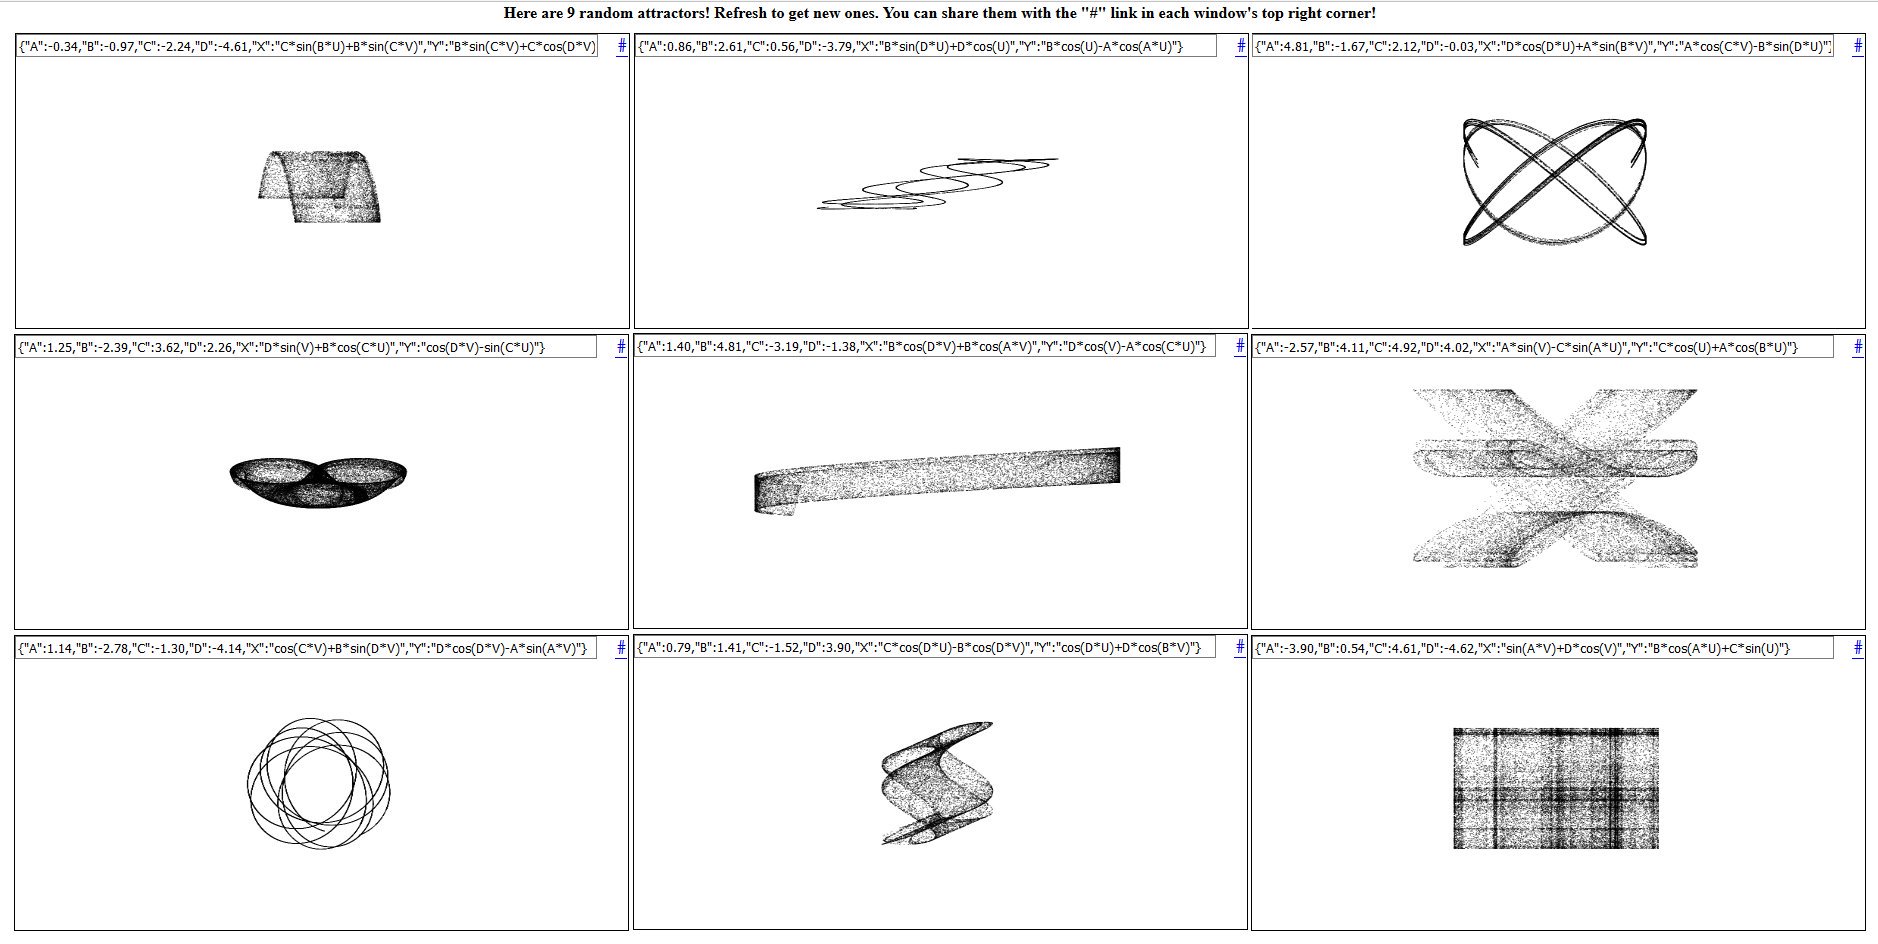 Here are 9 random attractors! Refresh to get new ones. You can share them with the "#" link in each window's top right corner!
{"A":-0.34,"B":-0.97,"C":-2.24,"D":-4.61,"X":"C*sin(B*U)+B*sin(C*V)","Y":"B*sin(C*V)+C*cos(D*V)
#
{"A":0.86,"B":2.61,"C":0.56,"D":-3.79,"X":"B*sin(D*U)+D*cos(U)","Y":"B*cos(U)-A*cos(A*U)"}
#
{"A":4.81,"B":-1.67,"C":2.12,"D":-0.03,"X":"D*cos(D*U)+A*sin(B*V)","Y":"A*cos(C*V)-B*sin(D*U)"}
#
{"A":1.25,"B":-2.39,"C":3.62,"D":2.26,"X":"D*sin(V)+B*cos(C*U)","Y":"cos(D*V)-sin(C*U)"}
#
{"A":1.40,"B":4.81,"C":-3.19,"D":-1.38,"X":"B*cos(D*V)+B*cos(A*V)","Y":"D*cos(V)-A*cos(C*U)"}
#
{"A":-2.57,"B":4.11,"C":4.92,"D":4.02,"X":"A*sin(V)-C*sin(A*U)","Y":"C*cos(U)+A*cos(B*U)"}
#
{"A":1.14,"B":-2.78,"C":-1.30,"D":-4.14,"X":"cos(C*V)+B*sin(D*V)","Y":"D*cos(D*V)-A*sin(A*V)"}
#
{"A":0.79,"B":1.41,"C":-1.52,"D":3.90,"X":"C*cos(D*U)-B*cos(D*V)","Y":"cos(D*U)+D*cos(B*V)"}
#
{"A":-3.90,"B":0.54,"C":4.61,"D":-4.62,"X":"sin(A*V)+D*cos(V)","Y":"B*cos(A*U)+C*sin(U)"}
#